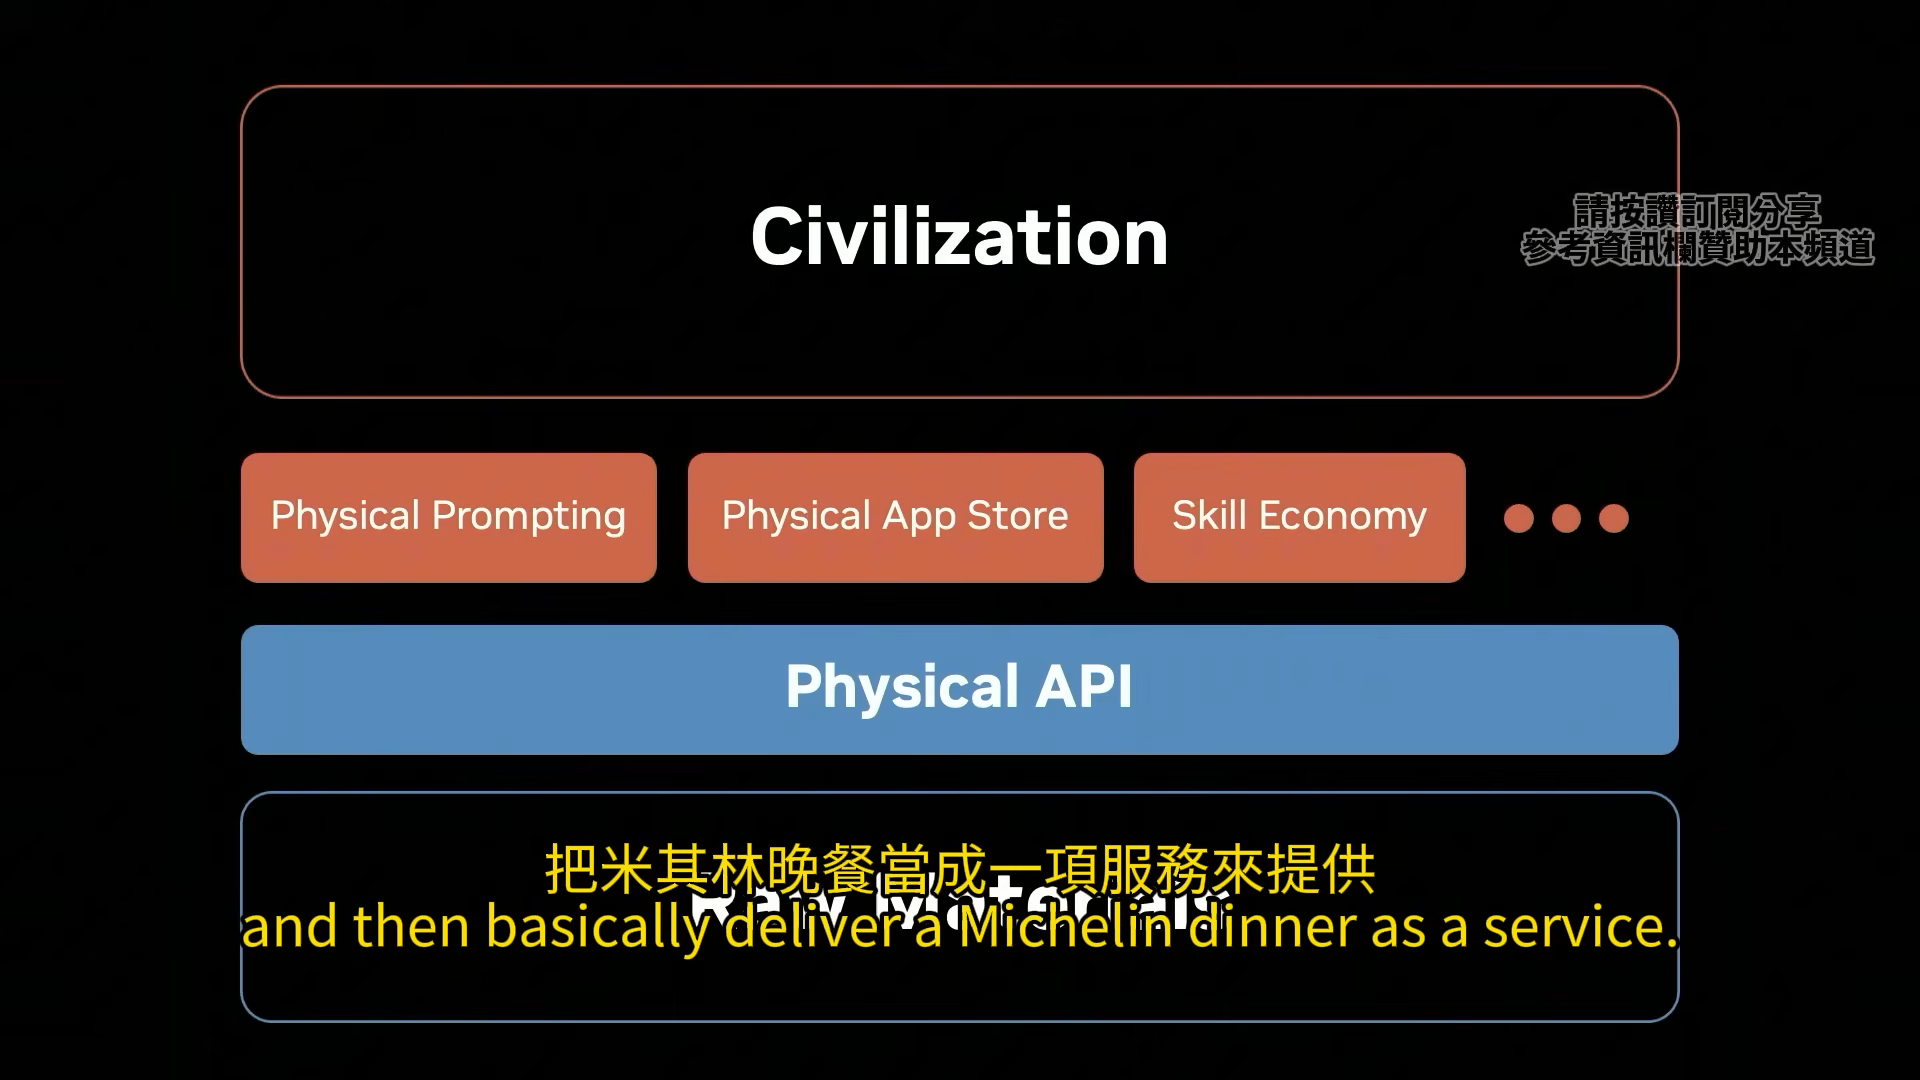 Civilization
請按讚訂閱分享
參考資訊欄贊助本頻道
Physical Prompting
Physical App Store
Skill Economy
Physical API
Raw Materials
把米其林晚餐當成一項服務來提供
and then basically deliver a Michelin dinner as a service.